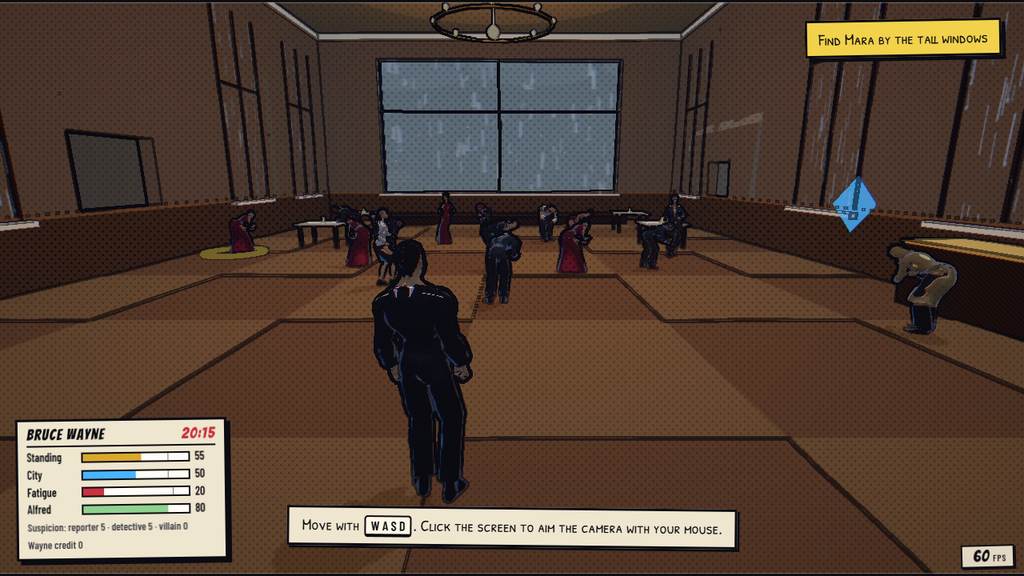 FIND MARA BY THE TALL WINDOWS
BRUCE WAYNE 20:15
Standing 55
City 50
Fatigue 20
Alfred 80
Suspicion: reporter 5 · detective 5 · villain 0
Wayne credit 0
MOVE WITH WASD. CLICK THE SCREEN TO AIM THE CAMERA WITH YOUR MOUSE.
60 FPS